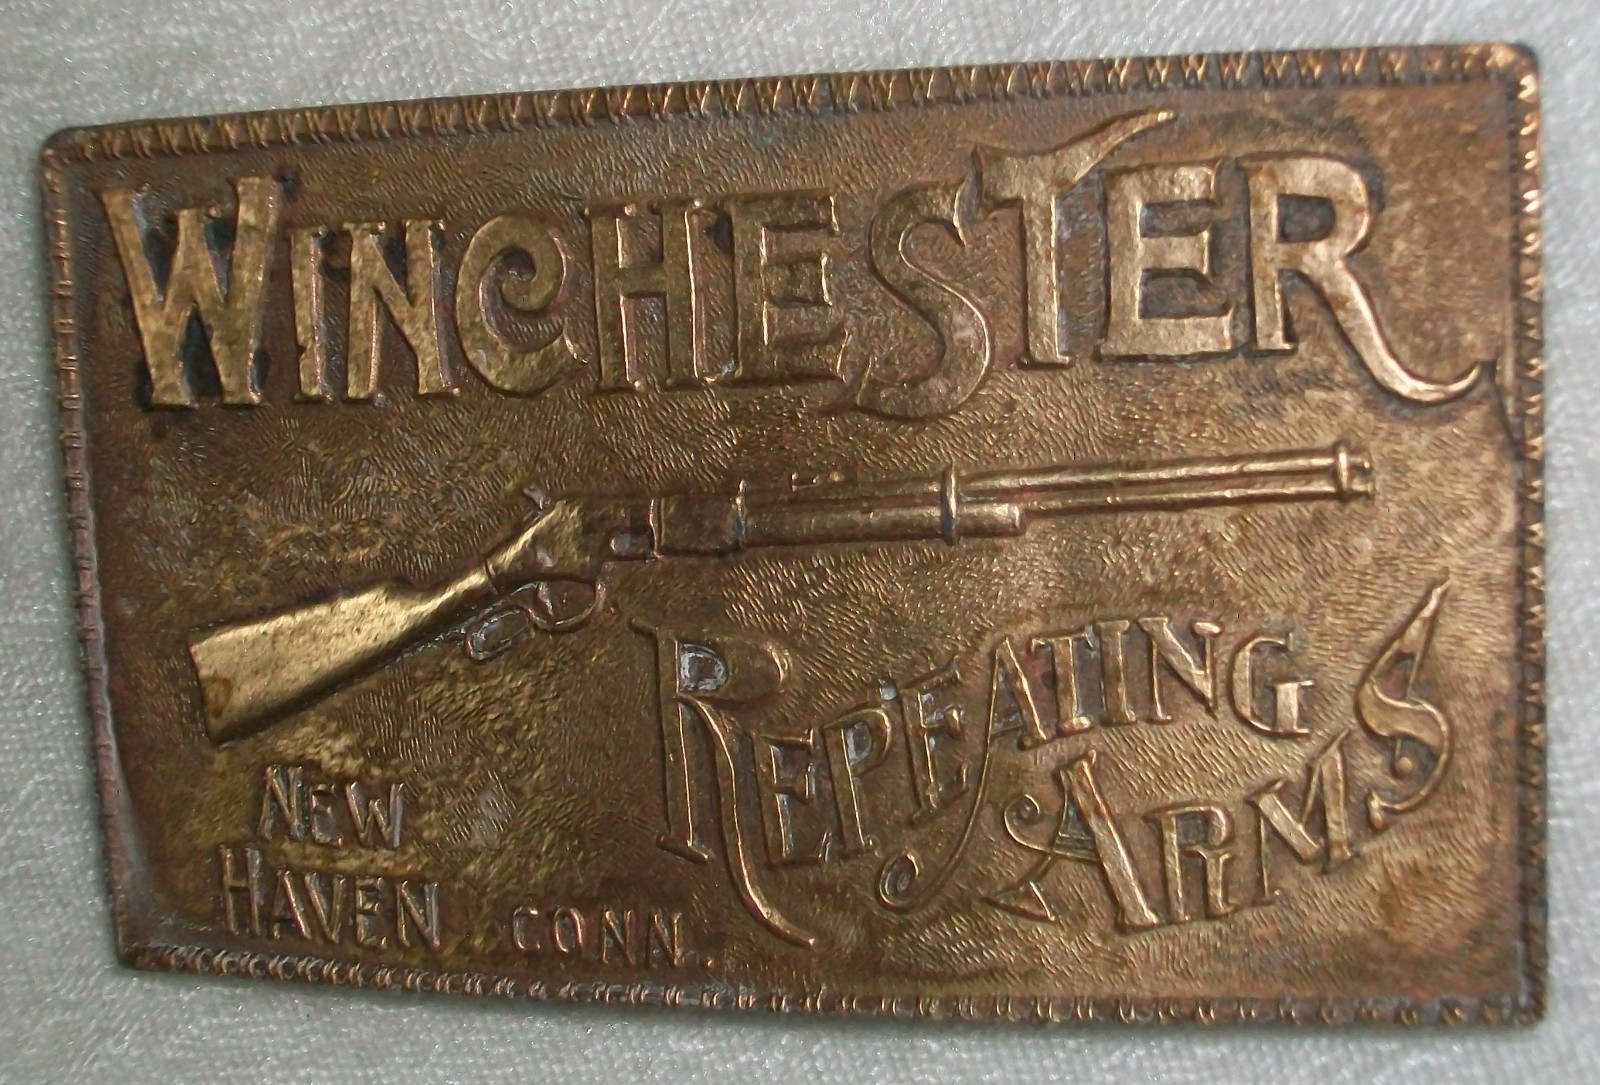 WINCHESTER
REPEATING
ARMS
NEW
HAVEN CONN.